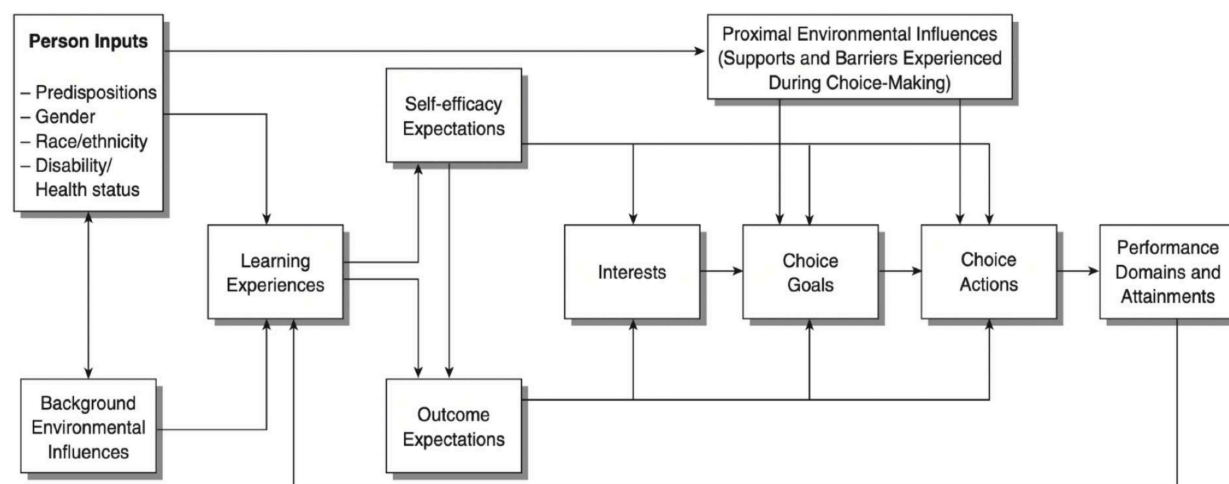 Person Inputs
– Predispositions
– Gender
– Race/ethnicity
– Disability/
Health status
Proximal Environmental Influences
(Supports and Barriers Experienced
During Choice-Making)
Self-efficacy
Expectations
Learning
Experiences
Interests
Choice
Goals
Choice
Actions
Performance
Domains and
Attainments
Background
Environmental
Influences
Outcome
Expectations